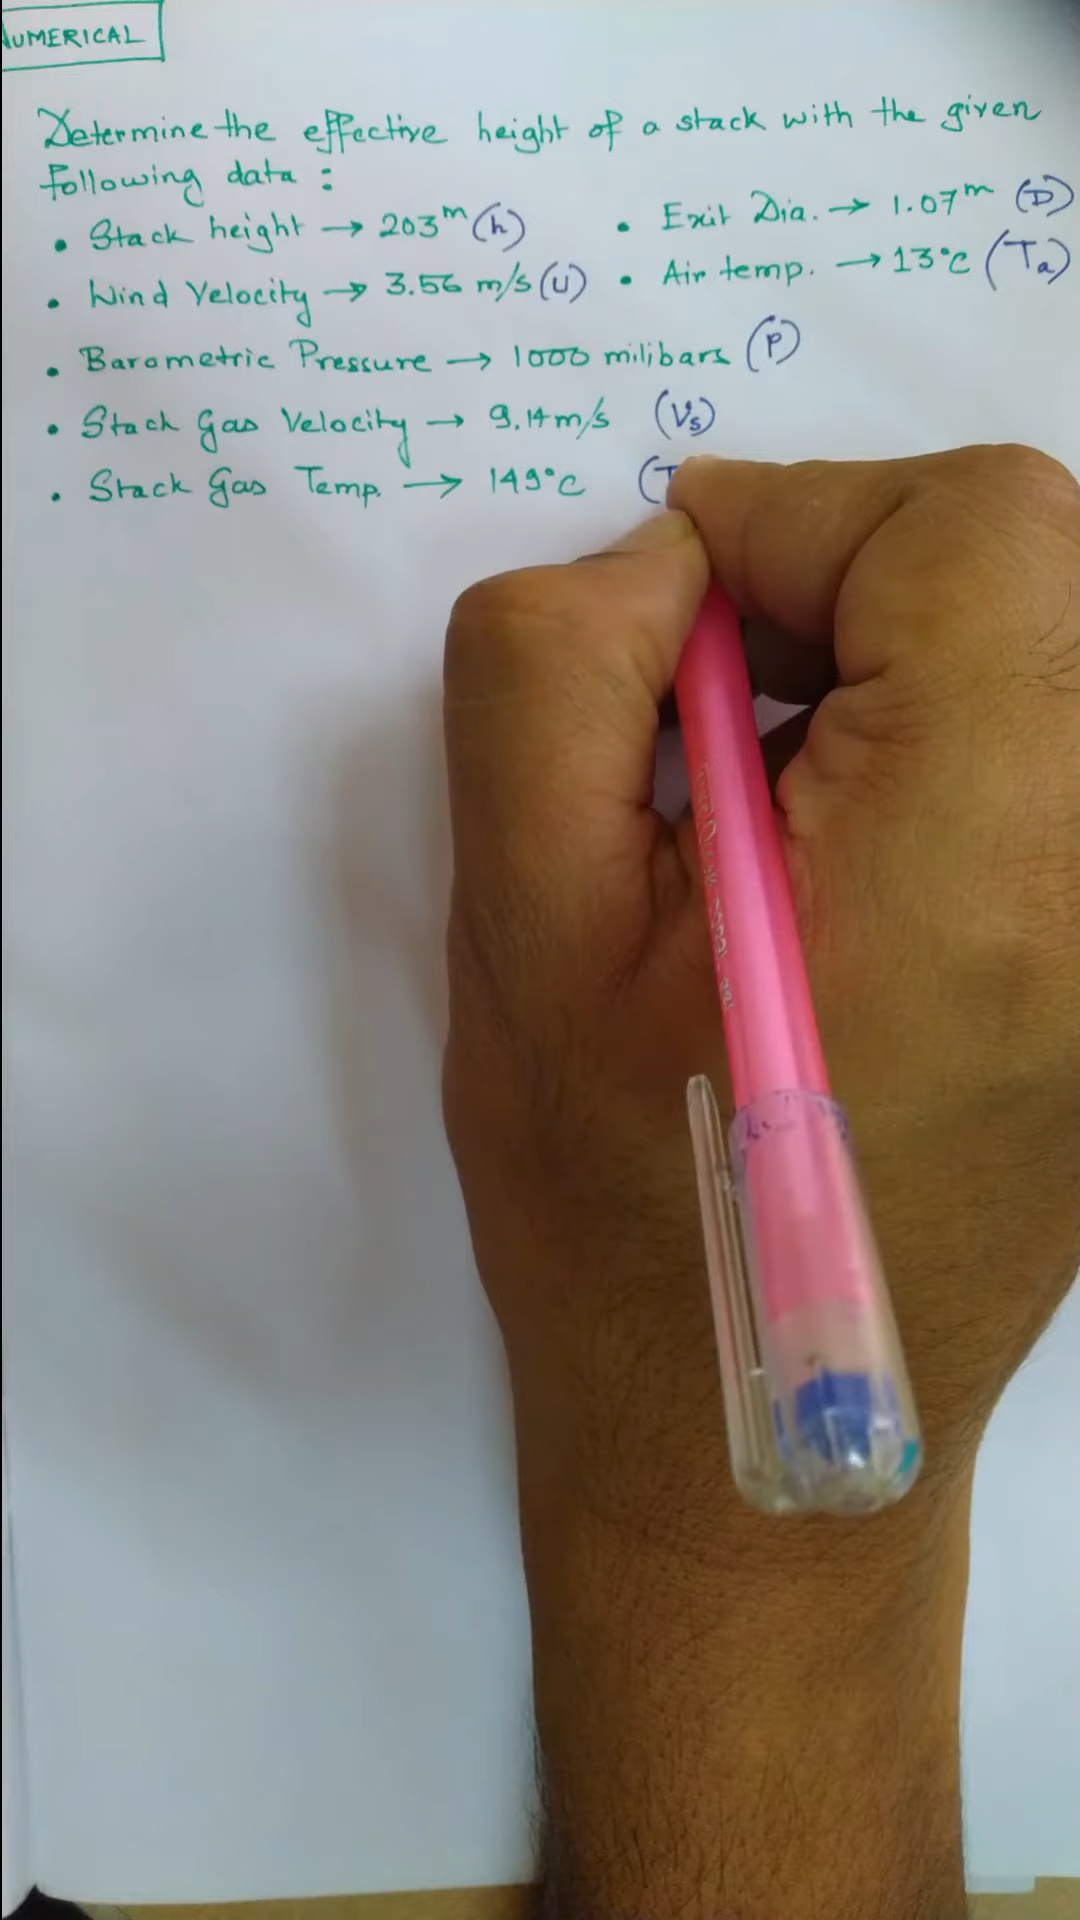 NUMERICAL
Determine the effective height of a stack with the given
following data :
• Stack height → 203m (h) • Exit Dia. → 1.07m (D)
• Wind Velocity → 3.56 m/s (U) • Air temp. → 13°C (Ta)
• Barometric Pressure → 1000 milibars (P)
• Stack Gas Velocity → 9.14 m/s (Vs)
• Stack Gas Temp. → 149°C (T